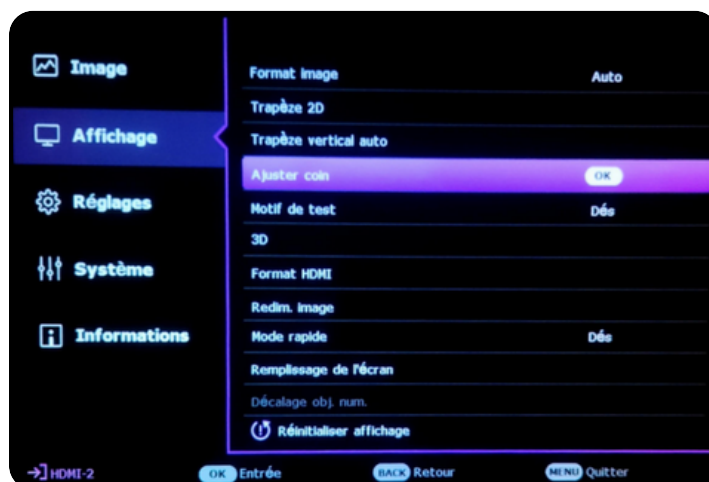 Image
Affichage
Réglages
Système
Informations
Format image Auto
Trapèze 2D
Trapèze vertical auto
Ajuster coin OK
Motif de test Dés
3D
Format HDMI
Redim. image
Mode rapide Dés
Remplissage de l'écran
Décalage obj. num.
Réinitialiser affichage
HDMI-2 OK Entrée BACK Retour MENU Quitter